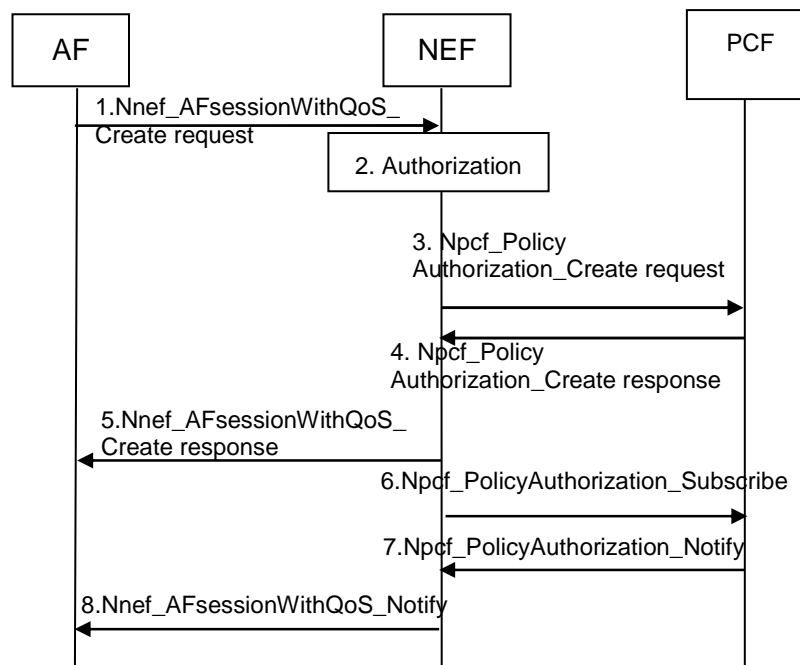 AF
NEF
PCF
1.Nnef_AFsessionWithQoS_
Create request
2. Authorization
3. Npcf_Policy
Authorization_Create request
4. Npcf_Policy
Authorization_Create response
5.Nnef_AFsessionWithQoS_
Create response
6.Npcf_PolicyAuthorization_Subscribe
7.Npcf_PolicyAuthorization_Notify
8.Nnef_AFsessionWithQoS_Notify